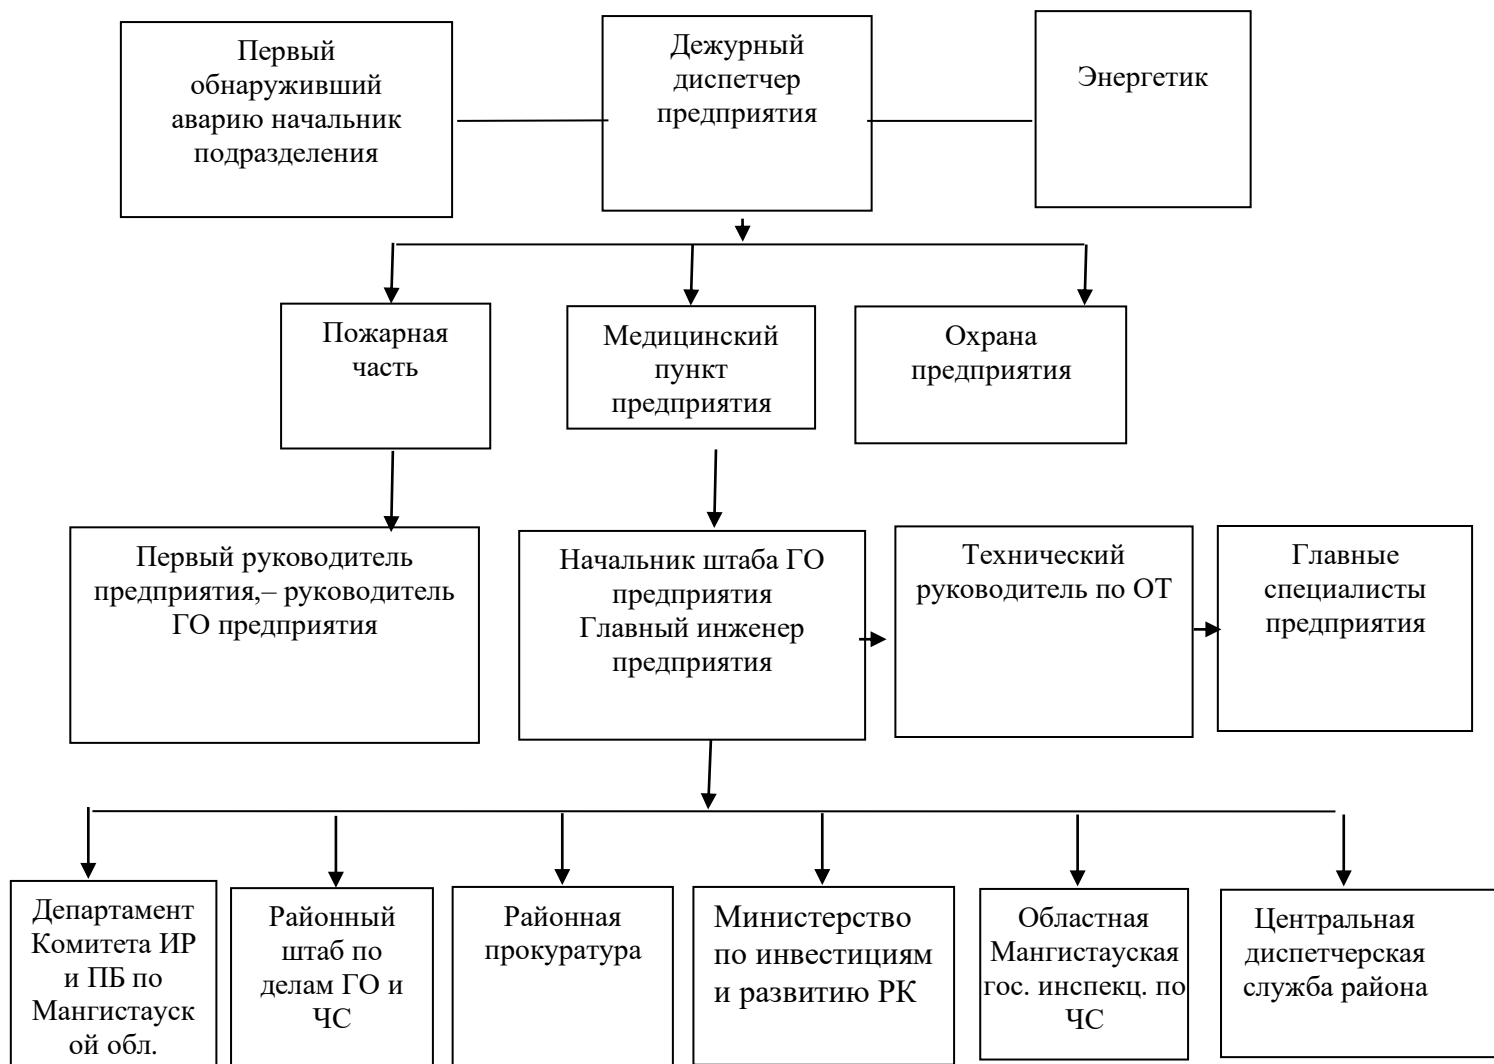 Первый
обнаруживший
аварию начальник
подразделения
Дежурный
диспетчер
предприятия
Энергетик
Пожарная
часть
Медицинский
пункт
предприятия
Охрана
предприятия
Первый руководитель
предприятия,– руководитель
ГО предприятия
Начальник штаба ГО
предприятия
Главный инженер
предприятия
Технический
руководитель по ОТ
Главные
специалисты
предприятия
Департамент
Комитета ИР
и ПБ по
Мангистауск
ой обл.
Районный
штаб по
делам ГО и
ЧС
Районная
прокуратура
Министерство
по инвестициям
и развитию РК
Областная
Мангистауская
гос. инспекц. по
ЧС
Центральная
диспетчерская
служба района